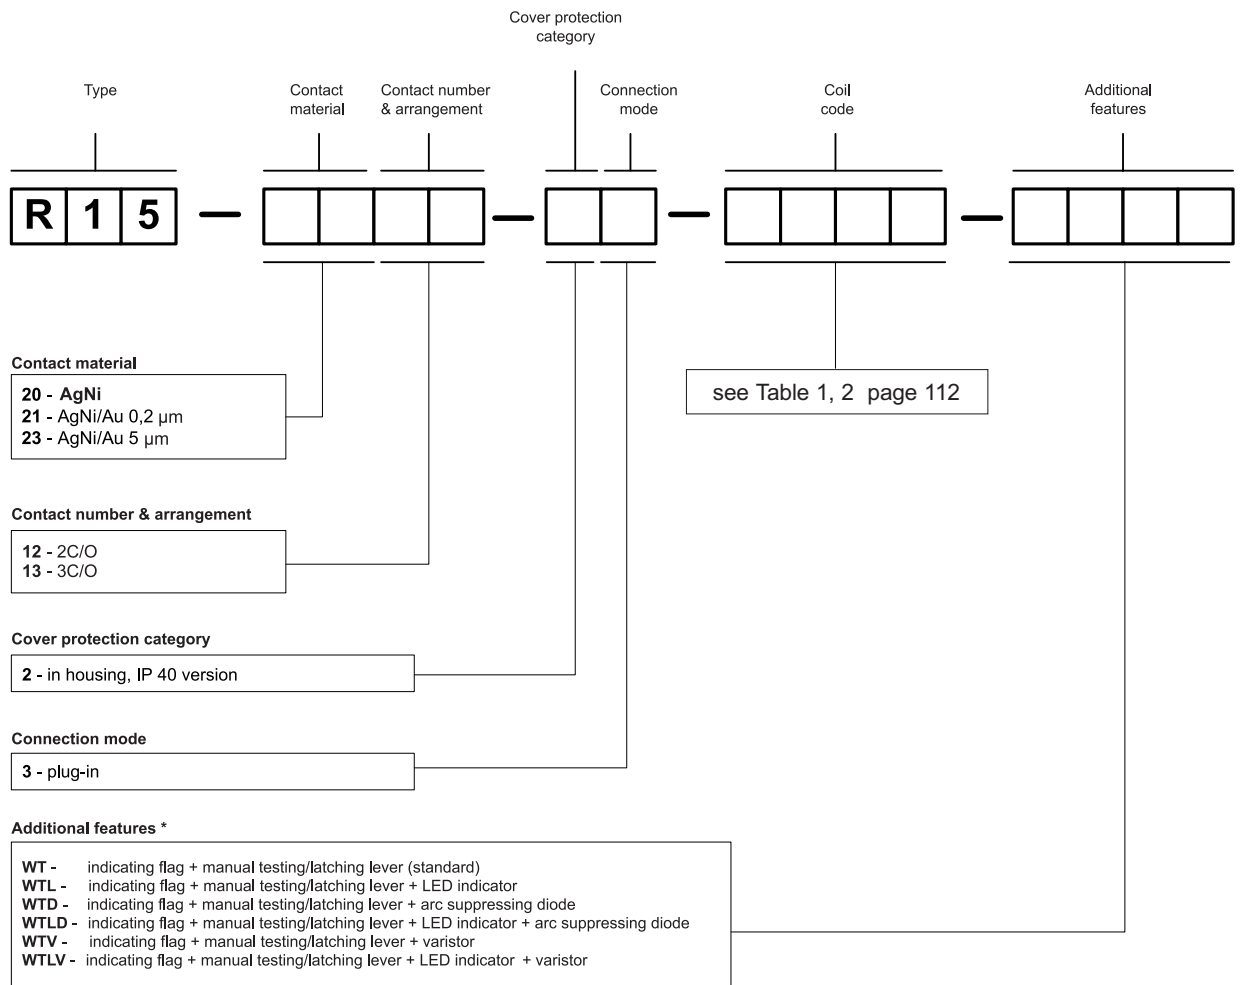 Cover protection
category
Type
Contact
material
Contact number
& arrangement
Connection
mode
Coil
code
Additional
features
R 1 5
Contact material
20 - AgNi
21 - AgNi/Au 0,2 µm
23 - AgNi/Au 5 µm
see Table 1, 2 page 112
Contact number & arrangement
12 - 2C/O
13 - 3C/O
Cover protection category
2 - in housing, IP 40 version
Connection mode
3 - plug-in
Additional features *
WT - indicating flag + manual testing/latching lever (standard)
WTL - indicating flag + manual testing/latching lever + LED indicator
WTD - indicating flag + manual testing/latching lever + arc suppressing diode
WTLD - indicating flag + manual testing/latching lever + LED indicator + arc suppressing diode
WTV - indicating flag + manual testing/latching lever + varistor
WTLV - indicating flag + manual testing/latching lever + LED indicator + varistor